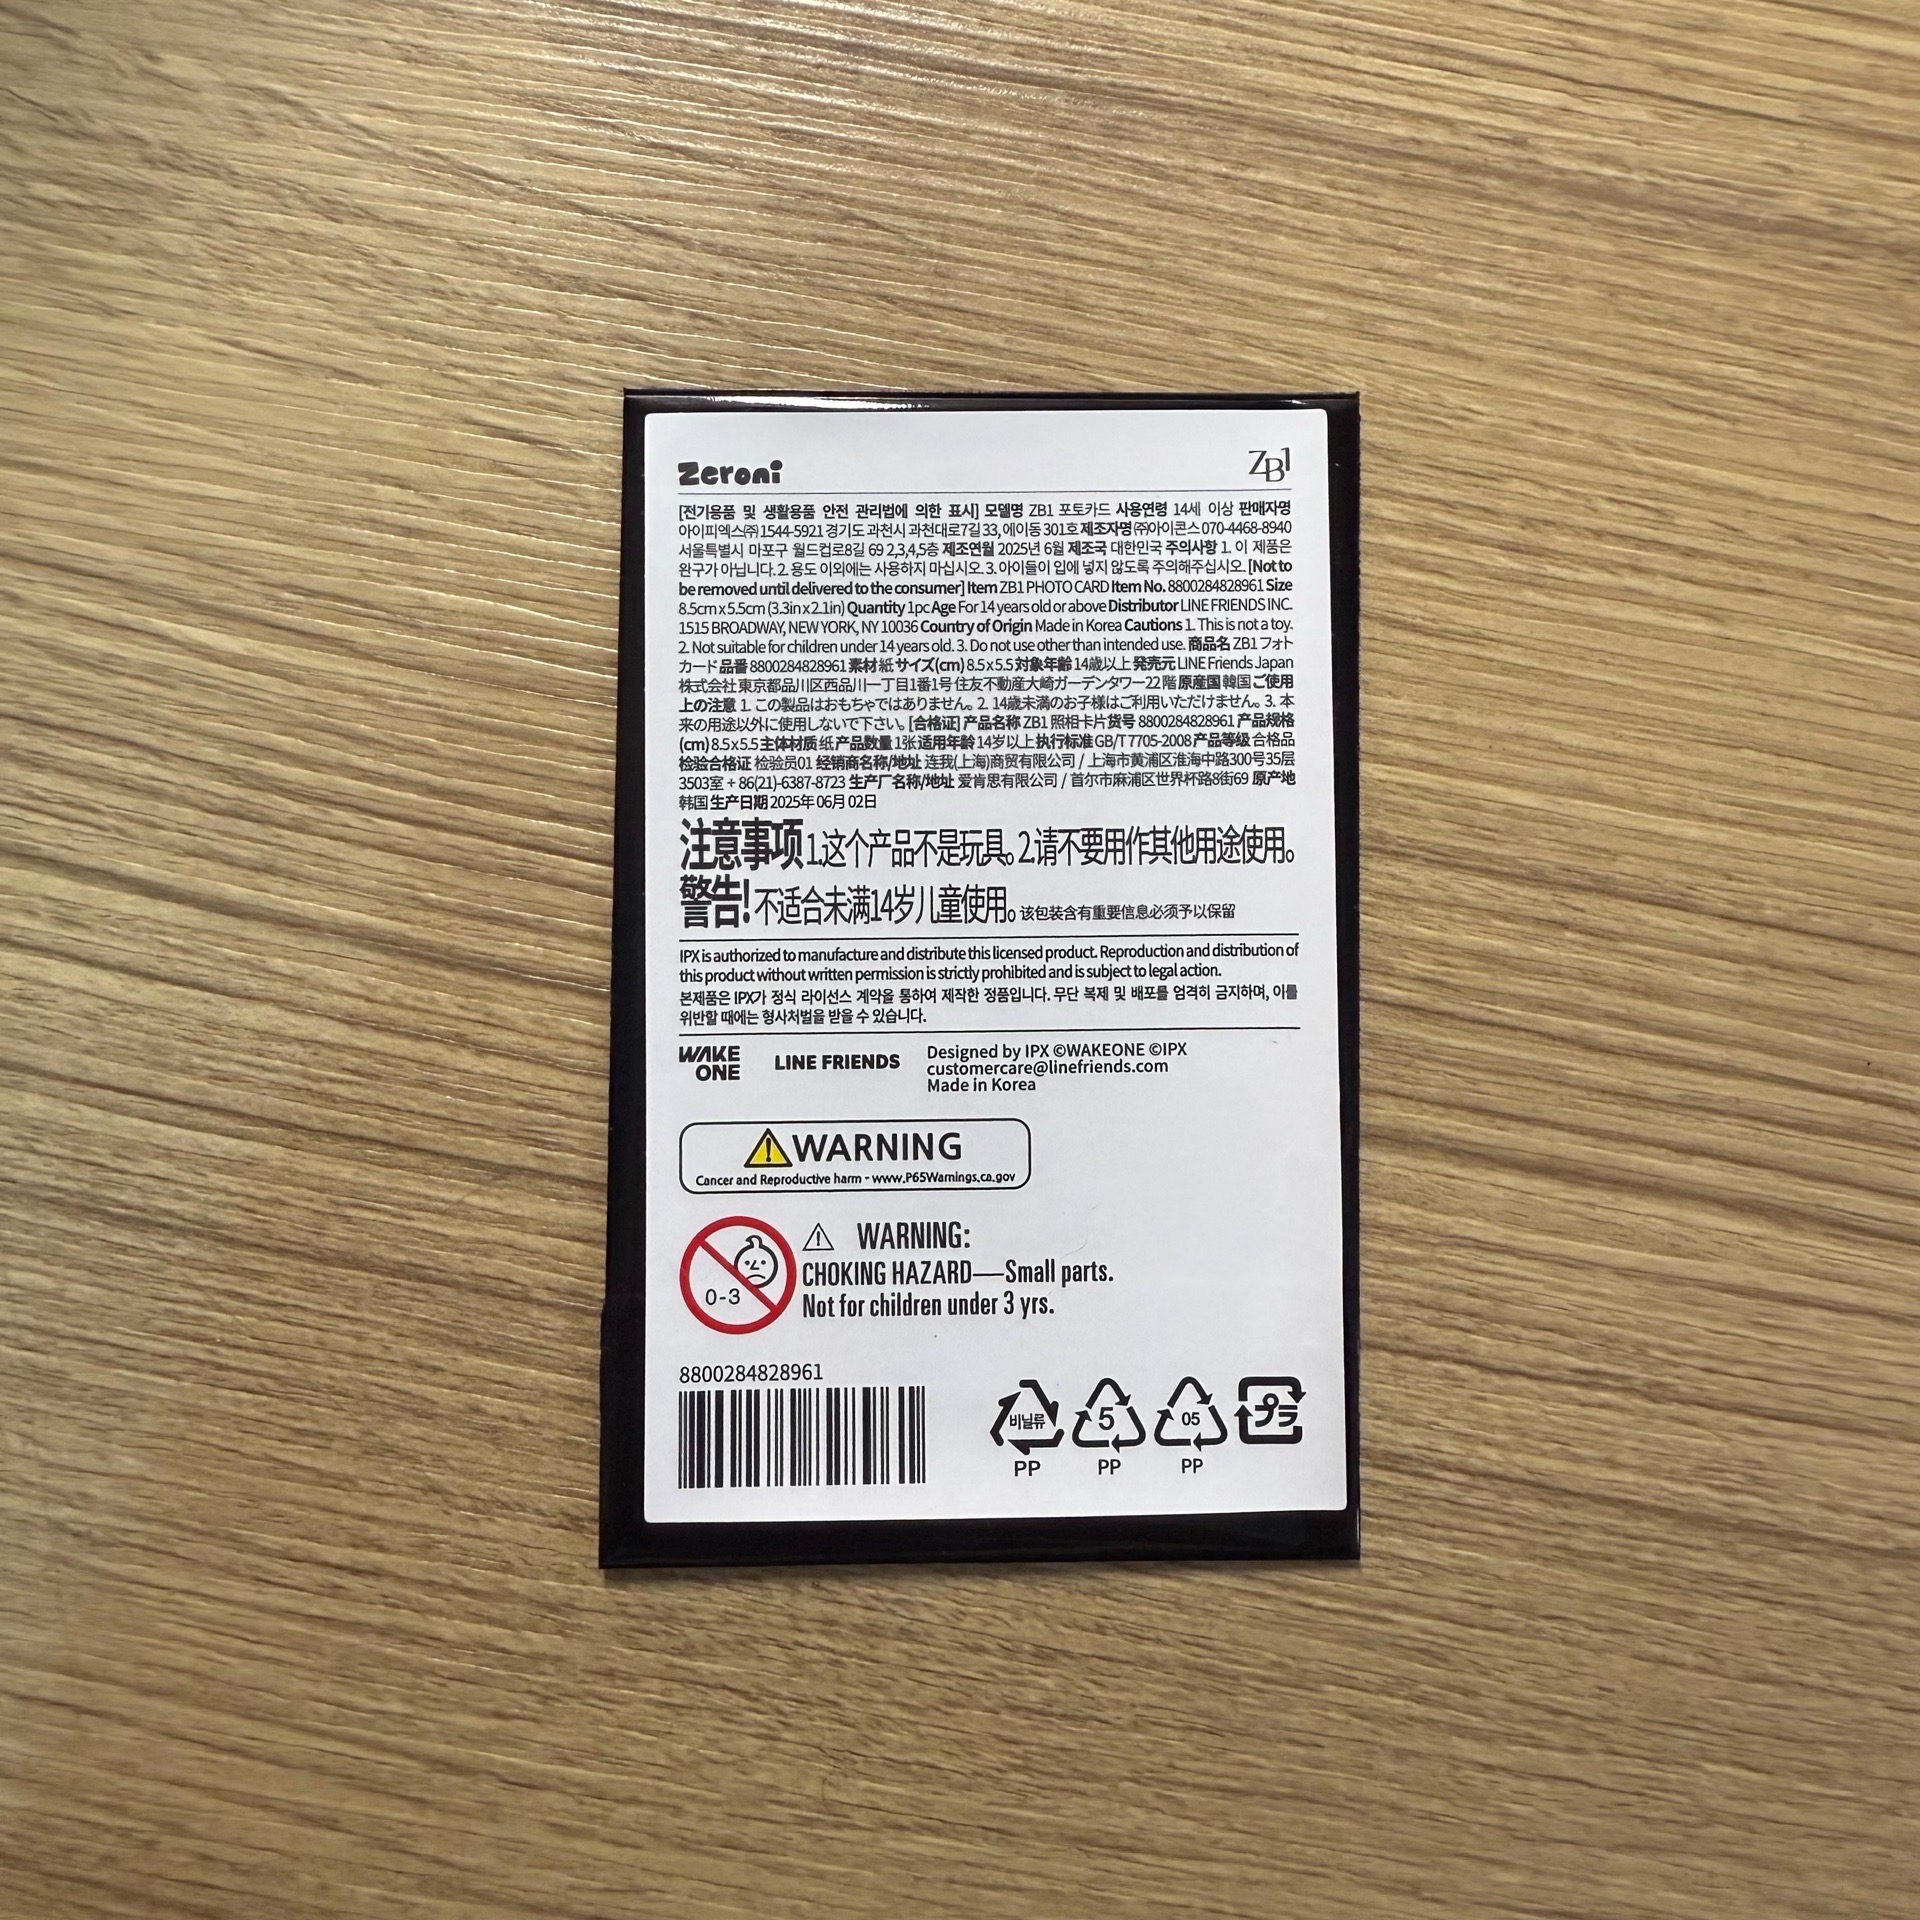 Zeroni
ZB1
[전기용품 및 생활용품 안전 관리법에 의한 표시] 모델명 ZB1 포토카드 사용연령 14세 이상 판매자명
아이피엑스㈜ 1544-5921 경기도 과천시 과천대로7길 33, 에이동 301호 제조자명 ㈜아이콘스 070-4468-8940
서울특별시 마포구 월드컵로8길 69 2,3,4,5층 제조연월 2025년 6월 제조국 대한민국 주의사항 1. 이 제품은
완구가 아닙니다. 2. 용도 이외에는 사용하지 마십시오. 3. 아이들이 입에 넣지 않도록 주의해주십시오. [Not to
be removed until delivered to the consumer] Item ZB1 PHOTO CARD Item No. 8800284828961 Size
8.5cm x 5.5cm (3.3in x 2.1in) Quantity 1pc Age For 14 years old or above Distributor LINE FRIENDS INC.
1515 BROADWAY, NEW YORK, NY 10036 Country of Origin Made in Korea Cautions 1. This is not a toy.
2. Not suitable for children under 14 years old. 3. Do not use other than intended use. 商品名 ZB1 フォト
カード 品番 8800284828961 素材 紙 サイズ(cm) 8.5 x 5.5 対象年齢 14歳以上 発売元 LINE Friends Japan
株式会社 東京都品川区西品川一丁目1番1号 住友不動産大崎ガーデンタワー22階 原産国 韓国 ご使用
上の注意 1. この製品はおもちゃではありません。 2. 14歳未満のお子様はご利用いただけません。 3. 本
来の用途以外に使用しないで下さい。 [合格证] 产品名称 ZB1 照相卡片 货号 8800284828961 产品规格
(cm) 8.5 x 5.5 主体材质 纸 产品数量 1张 适用年龄 14岁以上 执行标准 GB/T 7705-2008 产品等级 合格品
检验合格证 检验员01 经销商名称/地址 连我(上海)商贸有限公司 / 上海市黄浦区淮海中路300号35层
3503室 + 86(21)-6387-8723 生产厂名称/地址 爱肯思有限公司 / 首尔市麻浦区世界杯路8街69 原产地
韩国 生产日期 2025年 06月 02日
注意事项 1.这个产品不是玩具。2.请不要用作其他用途使用。
警告! 不适合未满14岁儿童使用。 该包装含有重要信息必须予以保留
IPX is authorized to manufacture and distribute this licensed product. Reproduction and distribution of
this product without written permission is strictly prohibited and is subject to legal action.
본제품은 IPX가 정식 라이선스 계약을 통하여 제작한 정품입니다. 무단 복제 및 배포를 엄격히 금지하며, 이를
위반할 때에는 형사처벌을 받을 수 있습니다.
WAKE
ONE
LINE FRIENDS
Designed by IPX ©WAKEONE ©IPX
customercare@linefriends.com
Made in Korea
WARNING
Cancer and Reproductive harm - www.P65Warnings.ca.gov
0-3
WARNING:
CHOKING HAZARD—Small parts.
Not for children under 3 yrs.
8800284828961
비닐류 5 05 プラ
PP PP PP